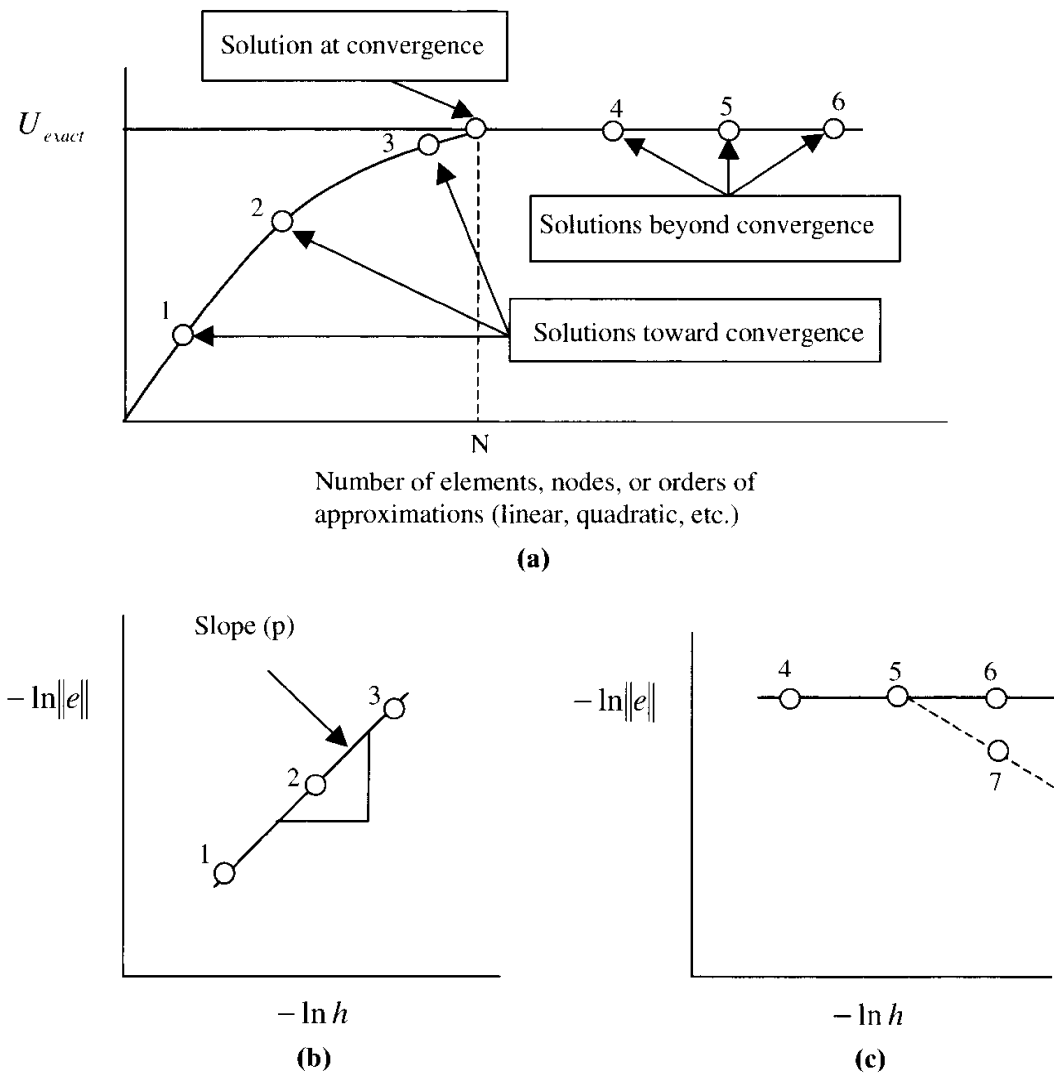 Solution at convergence
U exact
1
2
3
4
5
6
Solutions beyond convergence
Solutions toward convergence
N
Number of elements, nodes, or orders of
approximations (linear, quadratic, etc.)
(a)
Slope (p)
− ln‖e‖
1
2
3
− ln h
(b)
− ln‖e‖
4
5
6
7
− ln h
(c)